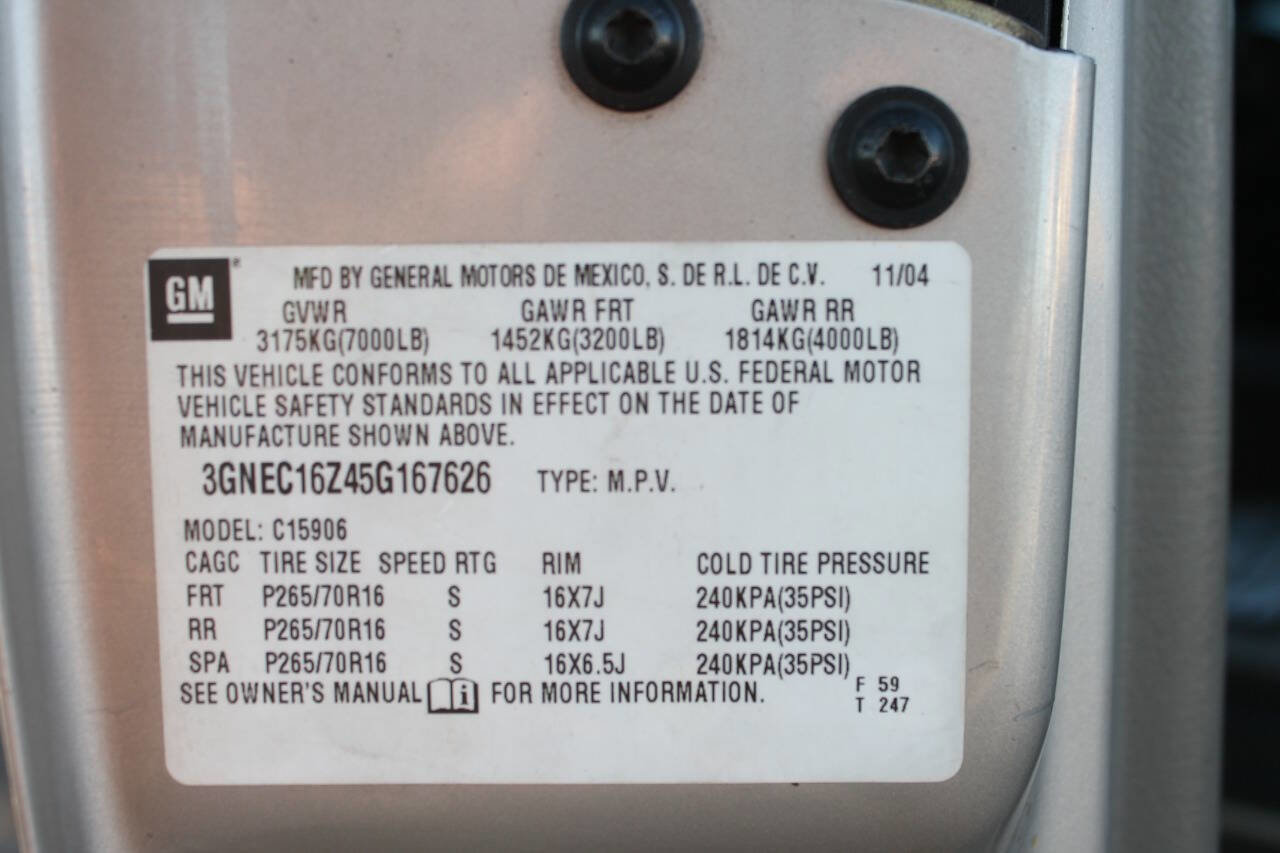 GM® MFD BY GENERAL MOTORS DE MEXICO, S. DE R.L. DE C.V. 11/04
GVWR GAWR FRT GAWR RR
3175KG(7000LB) 1452KG(3200LB) 1814KG(4000LB)
THIS VEHICLE CONFORMS TO ALL APPLICABLE U.S. FEDERAL MOTOR
VEHICLE SAFETY STANDARDS IN EFFECT ON THE DATE OF
MANUFACTURE SHOWN ABOVE.
3GNEC16Z45G167626 TYPE: M.P.V.
MODEL: C15906
CAGC TIRE SIZE SPEED RTG RIM COLD TIRE PRESSURE
FRT P265/70R16 S 16X7J 240KPA(35PSI)
RR P265/70R16 S 16X7J 240KPA(35PSI)
SPA P265/70R16 S 16X6.5J 240KPA(35PSI)
SEE OWNER'S MANUAL i FOR MORE INFORMATION. F 59
T 247